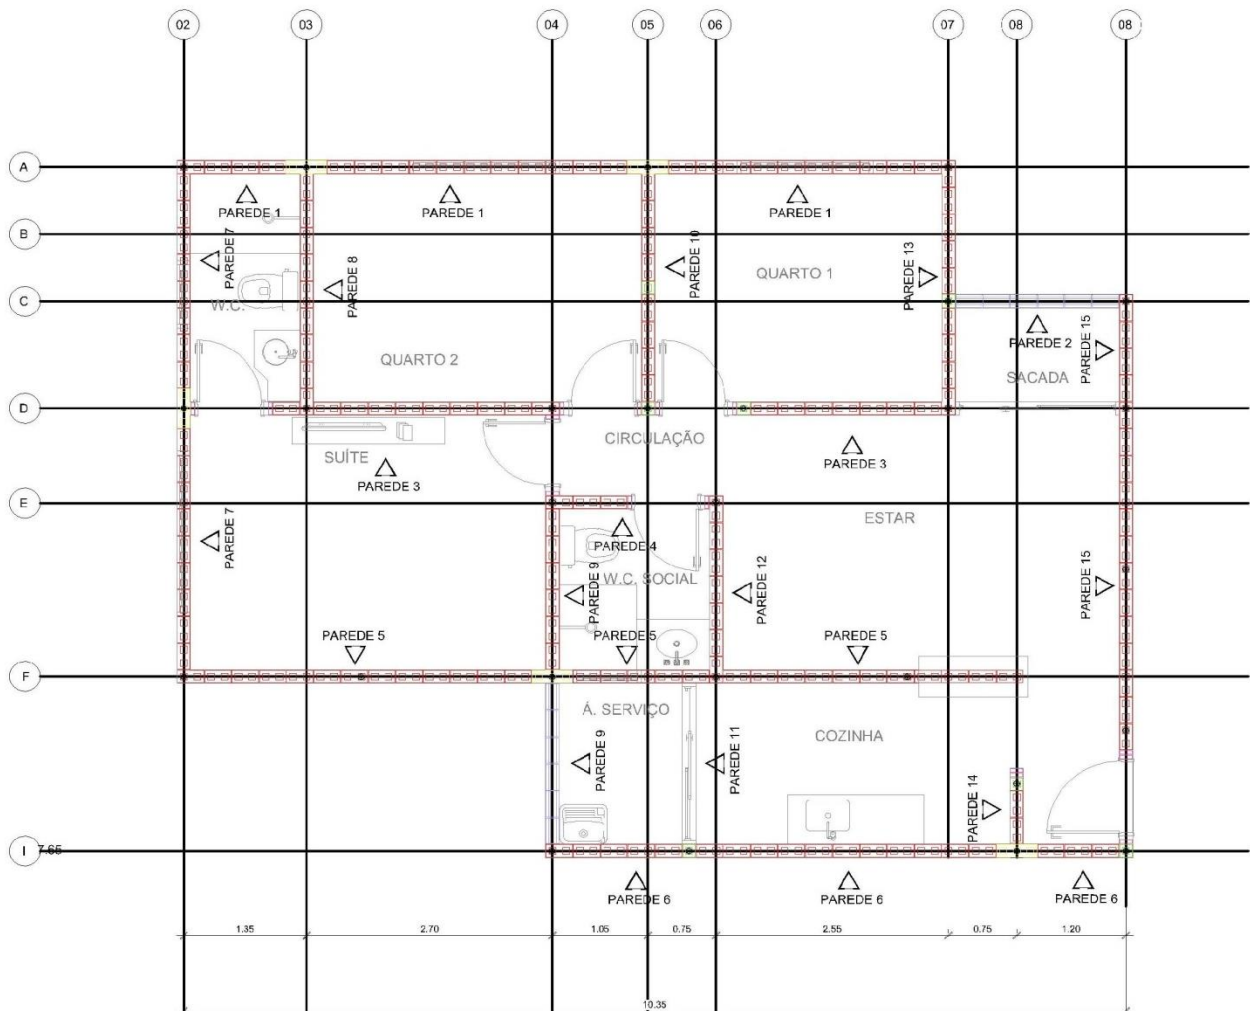 02 03 04 05 06 07 08 08
A
PAREDE 1 PAREDE 1 PAREDE 1
B
PAREDE 7
PAREDE 8
PAREDE 10
QUARTO 1
PAREDE 13
W.C.
C
PAREDE 2
PAREDE 15
QUARTO 2
SACADA
D
CIRCULAÇÃO
SUÍTE
PAREDE 3
PAREDE 3
E
ESTAR
PAREDE 7
PAREDE 4
W.C. SOCIAL
PAREDE 9
PAREDE 12
PAREDE 15
PAREDE 5 PAREDE 5 PAREDE 5
F
Á. SERVIÇO
COZINHA
PAREDE 9
PAREDE 11
PAREDE 14
I 7.65
PAREDE 6 PAREDE 6 PAREDE 6
1.35 2.70 1.05 0.75 2.55 0.75 1.20
10.35